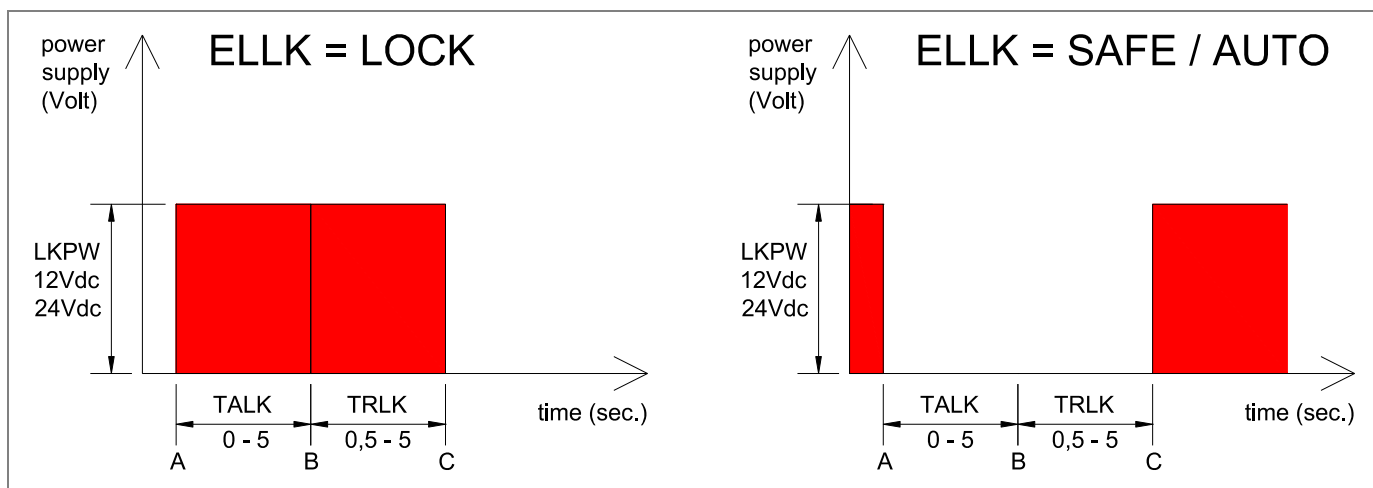 power
supply
(Volt)
ELLK = LOCK
LKPW
12Vdc
24Vdc
TALK
TRLK
0 - 5
0,5 - 5
time (sec.)
A
B
C
power
supply
(Volt)
ELLK = SAFE / AUTO
LKPW
12Vdc
24Vdc
TALK
TRLK
0 - 5
0,5 - 5
time (sec.)
A
B
C